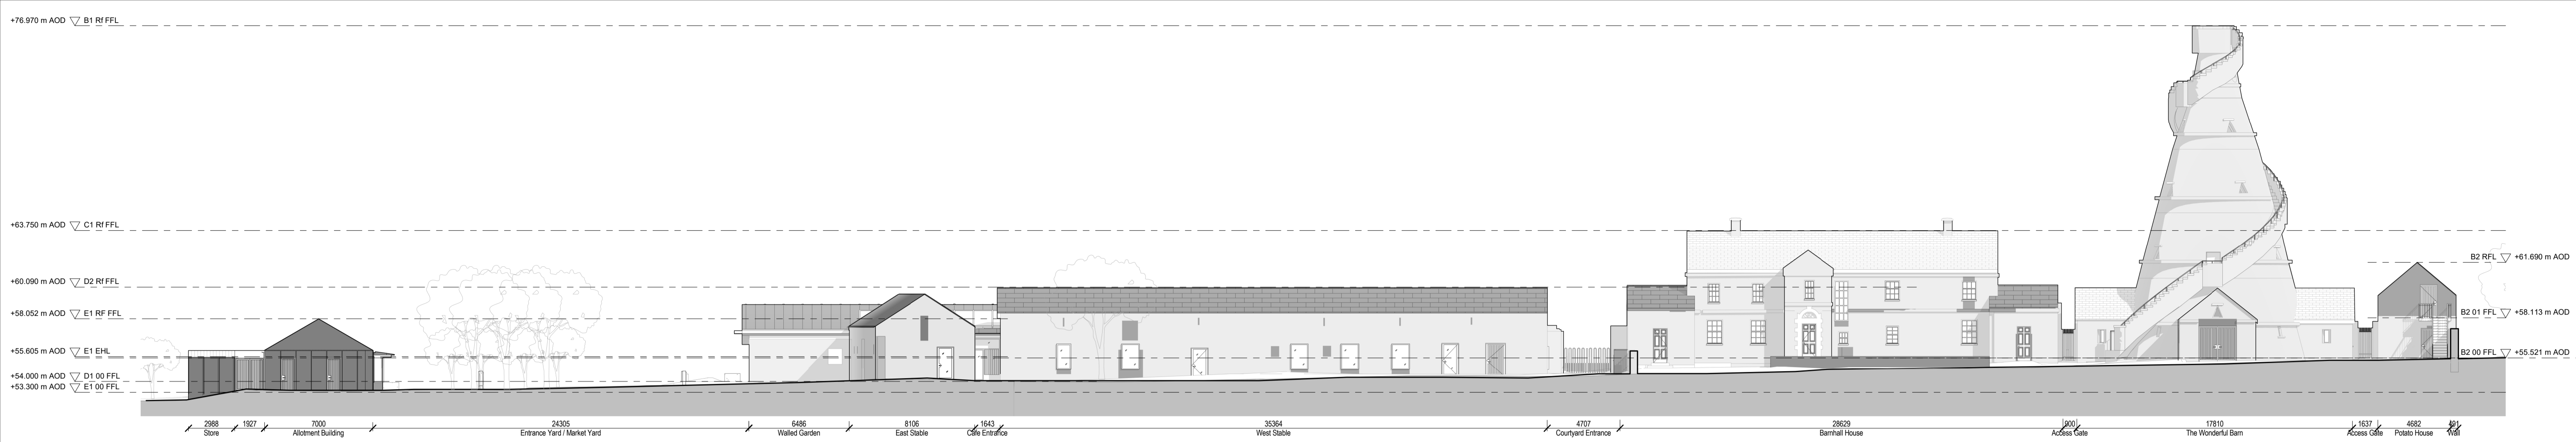 +76.970 m AOD B1 Rf FFL
+63.750 m AOD C1 Rf FFL
+60.090 m AOD D2 Rf FFL
+58.052 m AOD E1 RF FFL
+55.605 m AOD E1 EHL
+54.000 m AOD D1 00 FFL
+53.300 m AOD E1 00 FFL
B2 RFL +61.690 m AOD
B2 01 FFL +58.113 m AOD
B2 00 FFL +55.521 m AOD
2988 1927 7000 24305 6486 8106 1643 35364 4707 28629 900 17810 1637 4682 491
Store Allotment Building Entrance Yard / Market Yard Walled Garden East Stable Cafe Entrance West Stable Courtyard Entrance Barnhall House Access Gate The Wonderful Barn Access Gate Potato House Wall